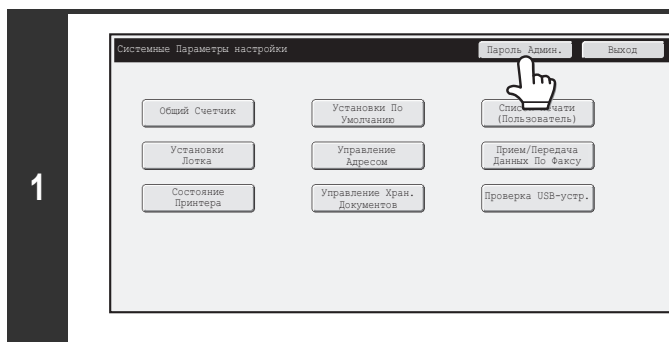 1
Системные Параметры настройки
Пароль Админ.
Выход
Общий Счетчик
Установки По
Умолчанию
(Пользователь)
Установки
Лотка
Управление
Адресом
Прием/Передача
Данных По Факсу
Состояние
Принтера
Управление Хран.
Документов
Проверка USB-устр.